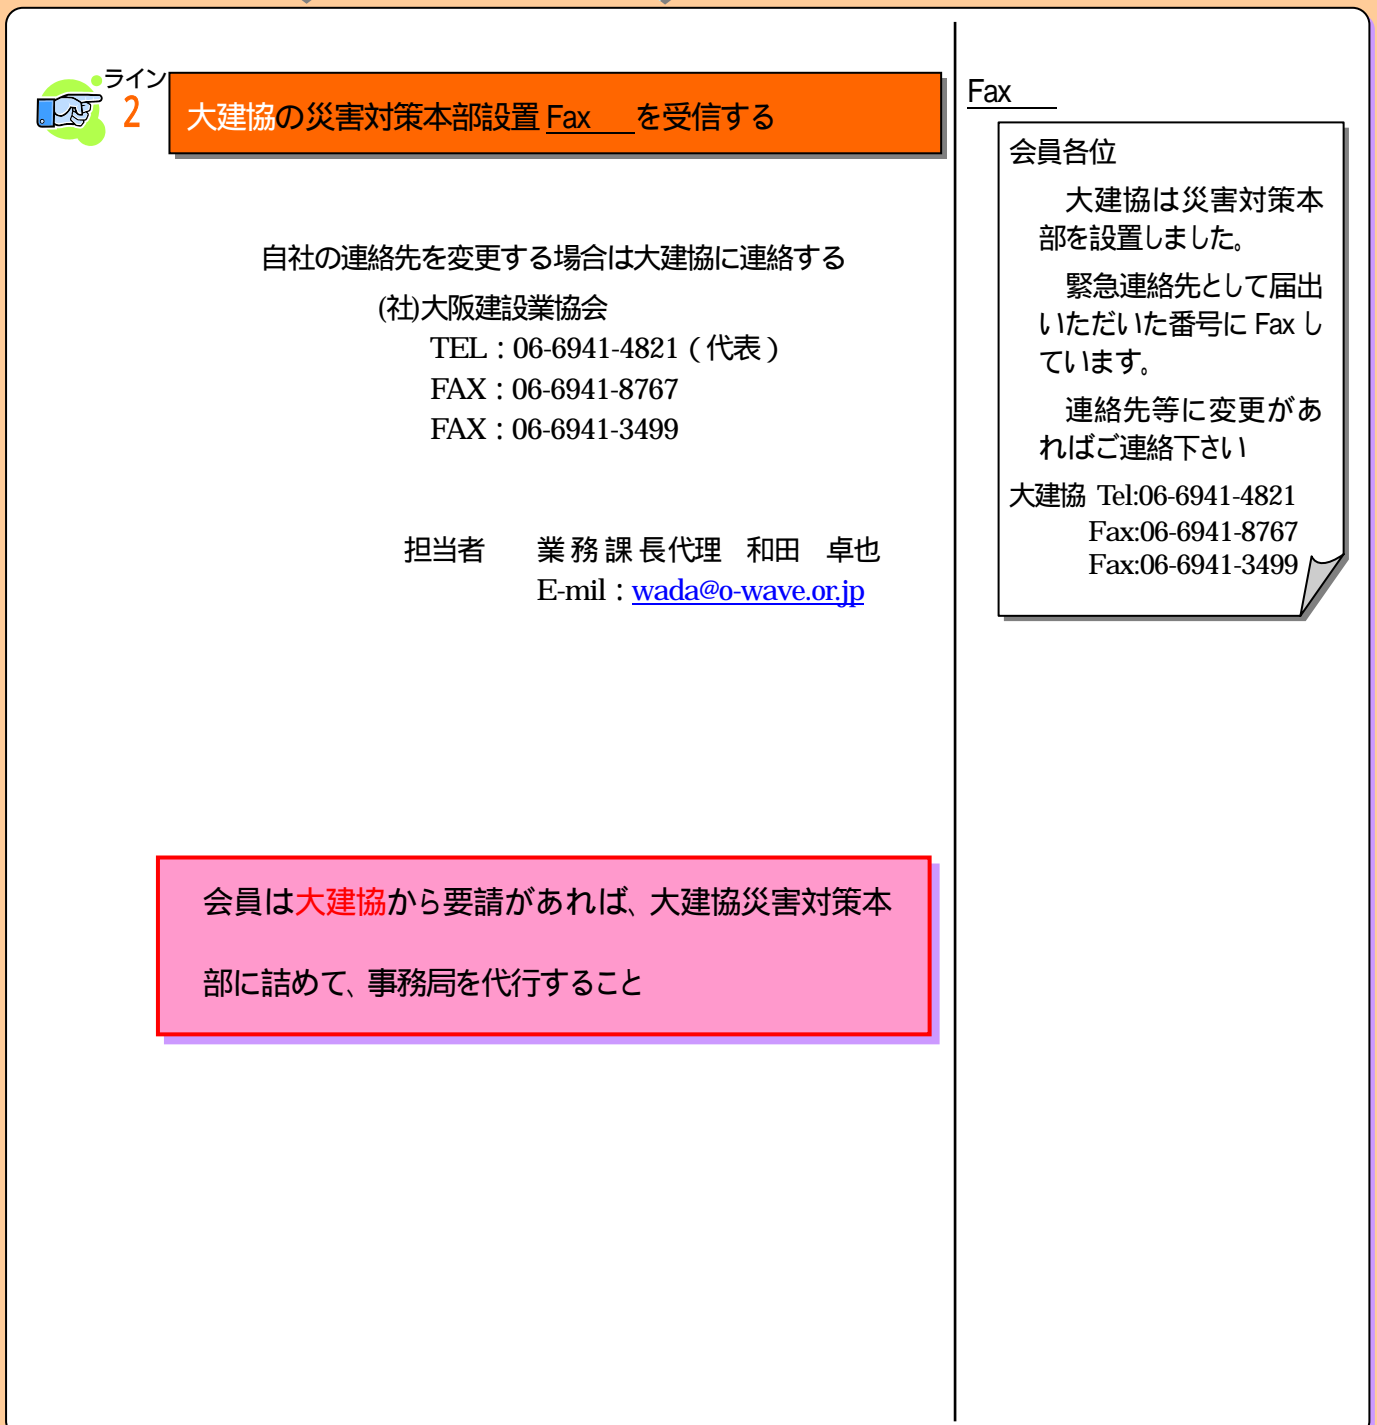 ライン
2
大建協の災害対策本部設置 Fax を受信する
自社の連絡先を変更する場合は大建協に連絡する
(社)大阪建設業協会
TEL：06-6941-4821（代表）
FAX：06-6941-8767
FAX：06-6941-3499
担当者　業務課長代理　和田　卓也
E-mil：wada@o-wave.or.jp
会員は大建協から要請があれば、大建協災害対策本
部に詰めて、事務局を代行すること
Fax
会員各位
大建協は災害対策本
部を設置しました。
緊急連絡先として届出
いただいた番号に Fax し
ています。
連絡先等に変更があ
ればご連絡下さい
大建協 Tel:06-6941-4821
Fax:06-6941-8767
Fax:06-6941-3499